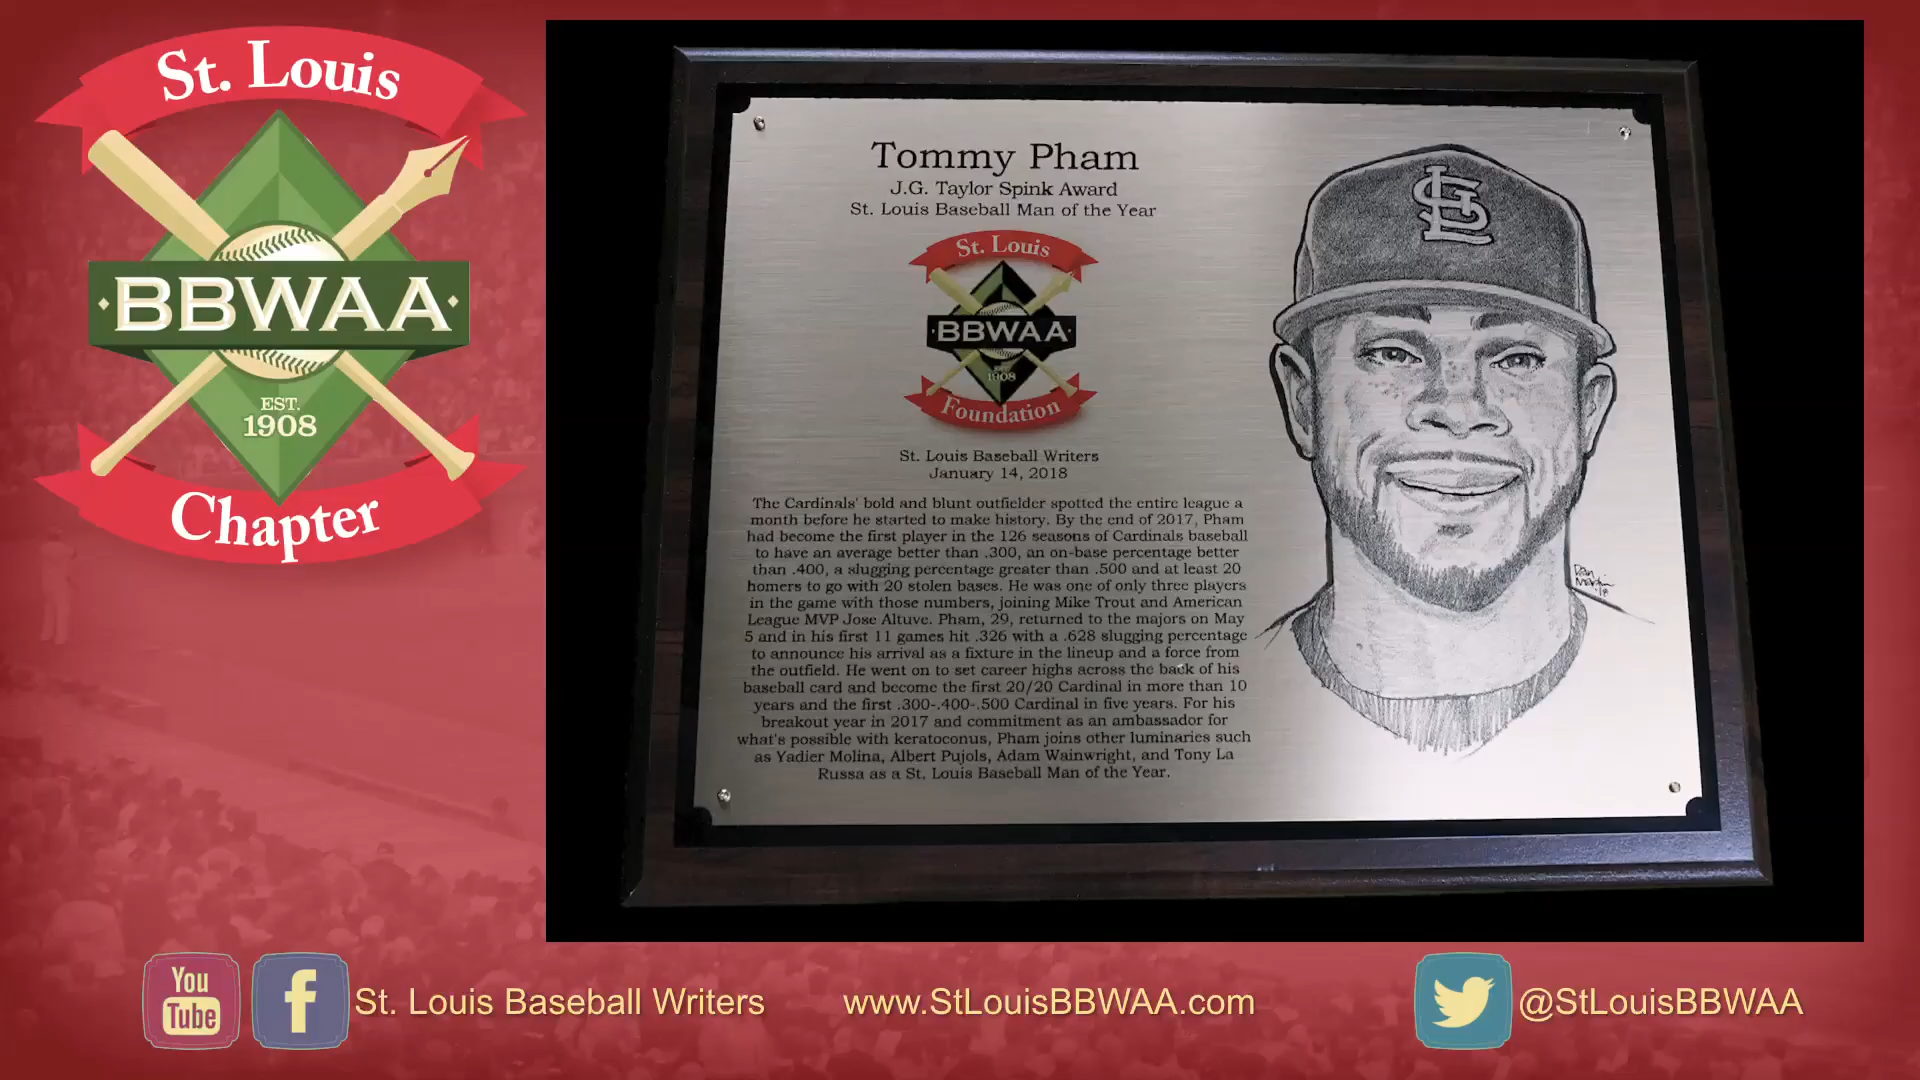 St. Louis
BBWAA
EST.
1908
Chapter
Tommy Pham
J.G. Taylor Spink Award
St. Louis Baseball Man of the Year
St. Louis
BBWAA
EST.
1908
Foundation
St. Louis Baseball Writers
January 14, 2018
The Cardinals' bold and blunt outfielder spotted the entire league a
month before he started to make history. By the end of 2017, Pham
had become the first player in the 126 seasons of Cardinals baseball
to have an average better than .300, an on-base percentage better
than .400, a slugging percentage greater than .500 and at least 20
homers to go with 20 stolen bases. He was one of only three players
in the game with those numbers, joining Mike Trout and American
League MVP Jose Altuve. Pham, 29, returned to the majors on May
5 and in his first 11 games hit .326 with a .628 slugging percentage
to announce his arrival as a fixture in the lineup and a force from
the outfield. He went on to set career highs across the back of his
baseball card and become the first 20/20 Cardinal in more than 10
years and the first .300-.400-.500 Cardinal in five years. For his
breakout year in 2017 and commitment as an ambassador for
what's possible with keratoconus, Pham joins other luminaries such
as Yadier Molina, Albert Pujols, Adam Wainwright, and Tony La
Russa as a St. Louis Baseball Man of the Year.
StL
Dan
Martin
'18
You
Tube
f
St. Louis Baseball Writers
www.StLouisBBWAA.com
@StLouisBBWAA